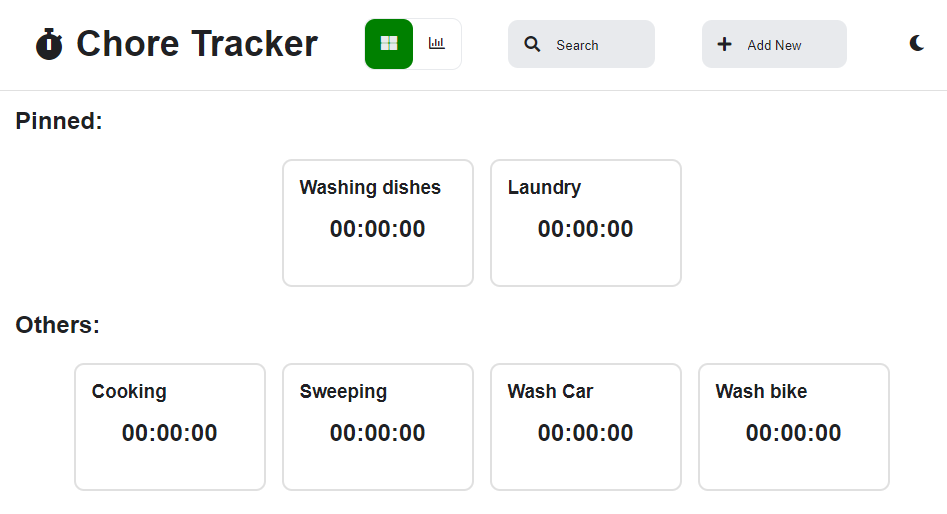 Chore Tracker
Search
Add New
Pinned:
Washing dishes
00:00:00
Laundry
00:00:00
Others:
Cooking
00:00:00
Sweeping
00:00:00
Wash Car
00:00:00
Wash bike
00:00:00